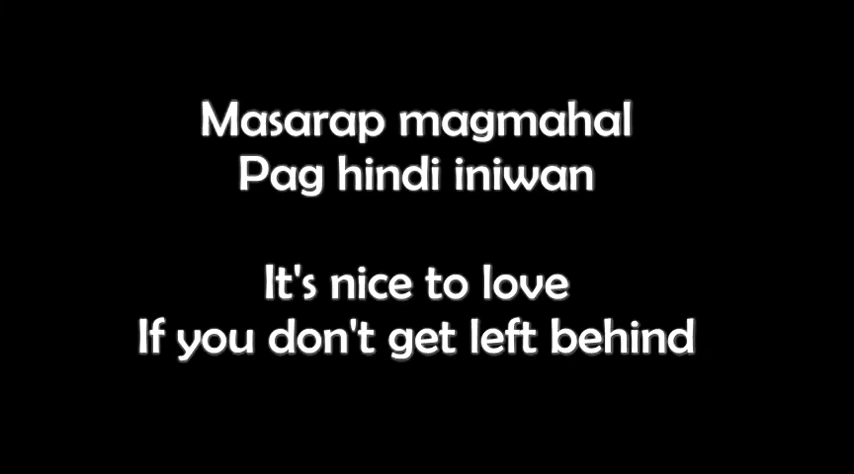 Masarap magmahal
Pag hindi iniwan
It's nice to love
If you don't get left behind